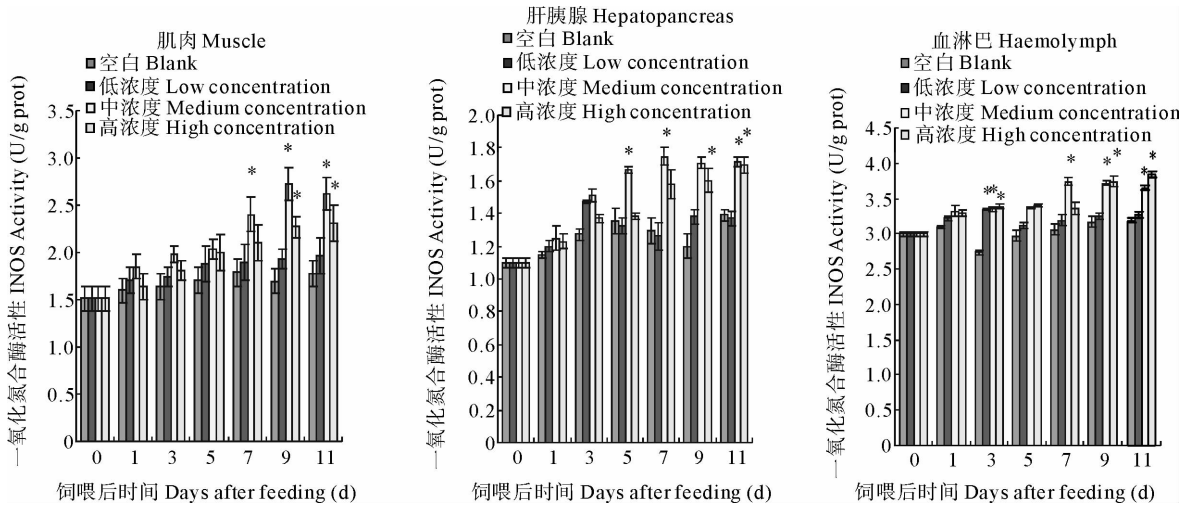 肌肉 Muscle
空白 Blank
低浓度 Low concentration
中浓度 Medium concentration
高浓度 High concentration
一氧化氮合酶活性 INOS Activity (U/g prot)
3.5
3.0
2.5
2.0
1.5
1.0
0.5
0
* * * * *
0 1 3 5 7 9 11
饲喂后时间 Days after feeding (d)
肝胰腺 Hepatopancreas
空白 Blank
低浓度 Low concentration
中浓度 Medium concentration
高浓度 High concentration
一氧化氮合酶活性 INOS Activity (U/g prot)
2.0
1.8
1.6
1.4
1.2
1.0
0.8
0.6
0.4
0.2
0
* * * * *
0 1 3 5 7 9 11
饲喂后时间 Days after feeding (d)
血淋巴 Haemolymph
空白 Blank
低浓度 Low concentration
中浓度 Medium concentration
高浓度 High concentration
一氧化氮合酶活性 INOS Activity (U/g prot)
4.5
4.0
3.5
3.0
2.5
3.0
1.5
1.0
0.5
0
* * * * * * * *
0 1 3 5 7 9 11
饲喂后时间 Days after feeding (d)